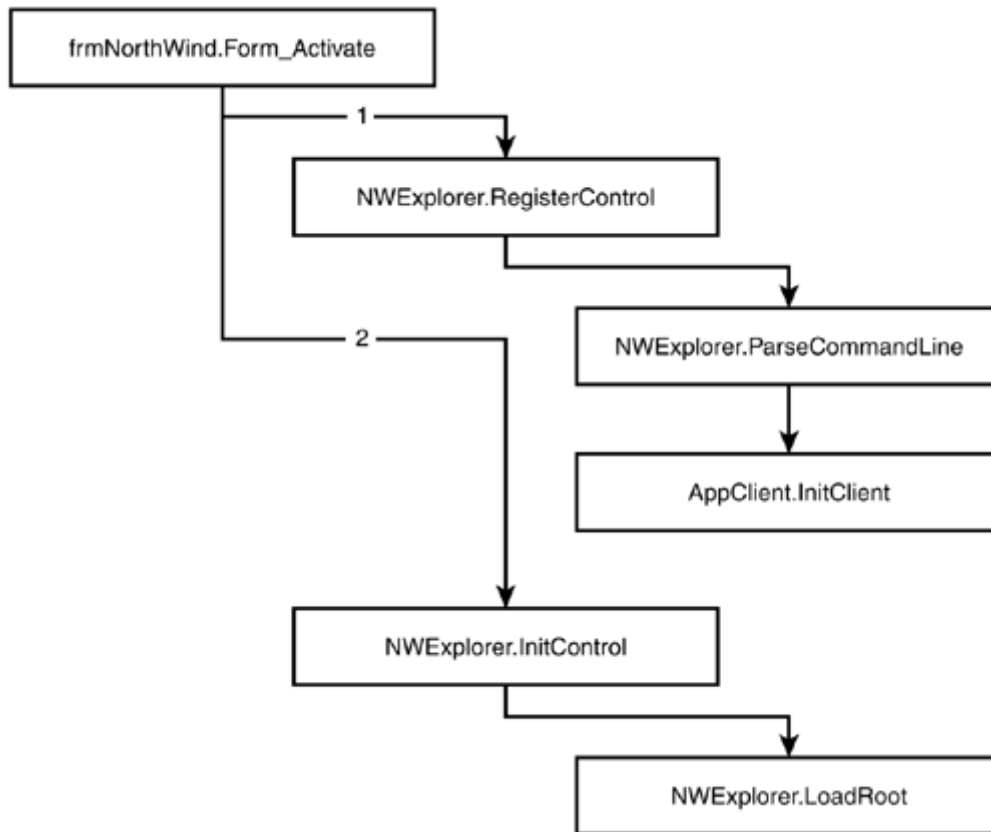 frmNorthWind.Form_Activate
1
NWExplorer.RegisterControl
NWExplorer.ParseCommandLine
2
AppClient.InitClient
NWExplorer.InitControl
NWExplorer.LoadRoot